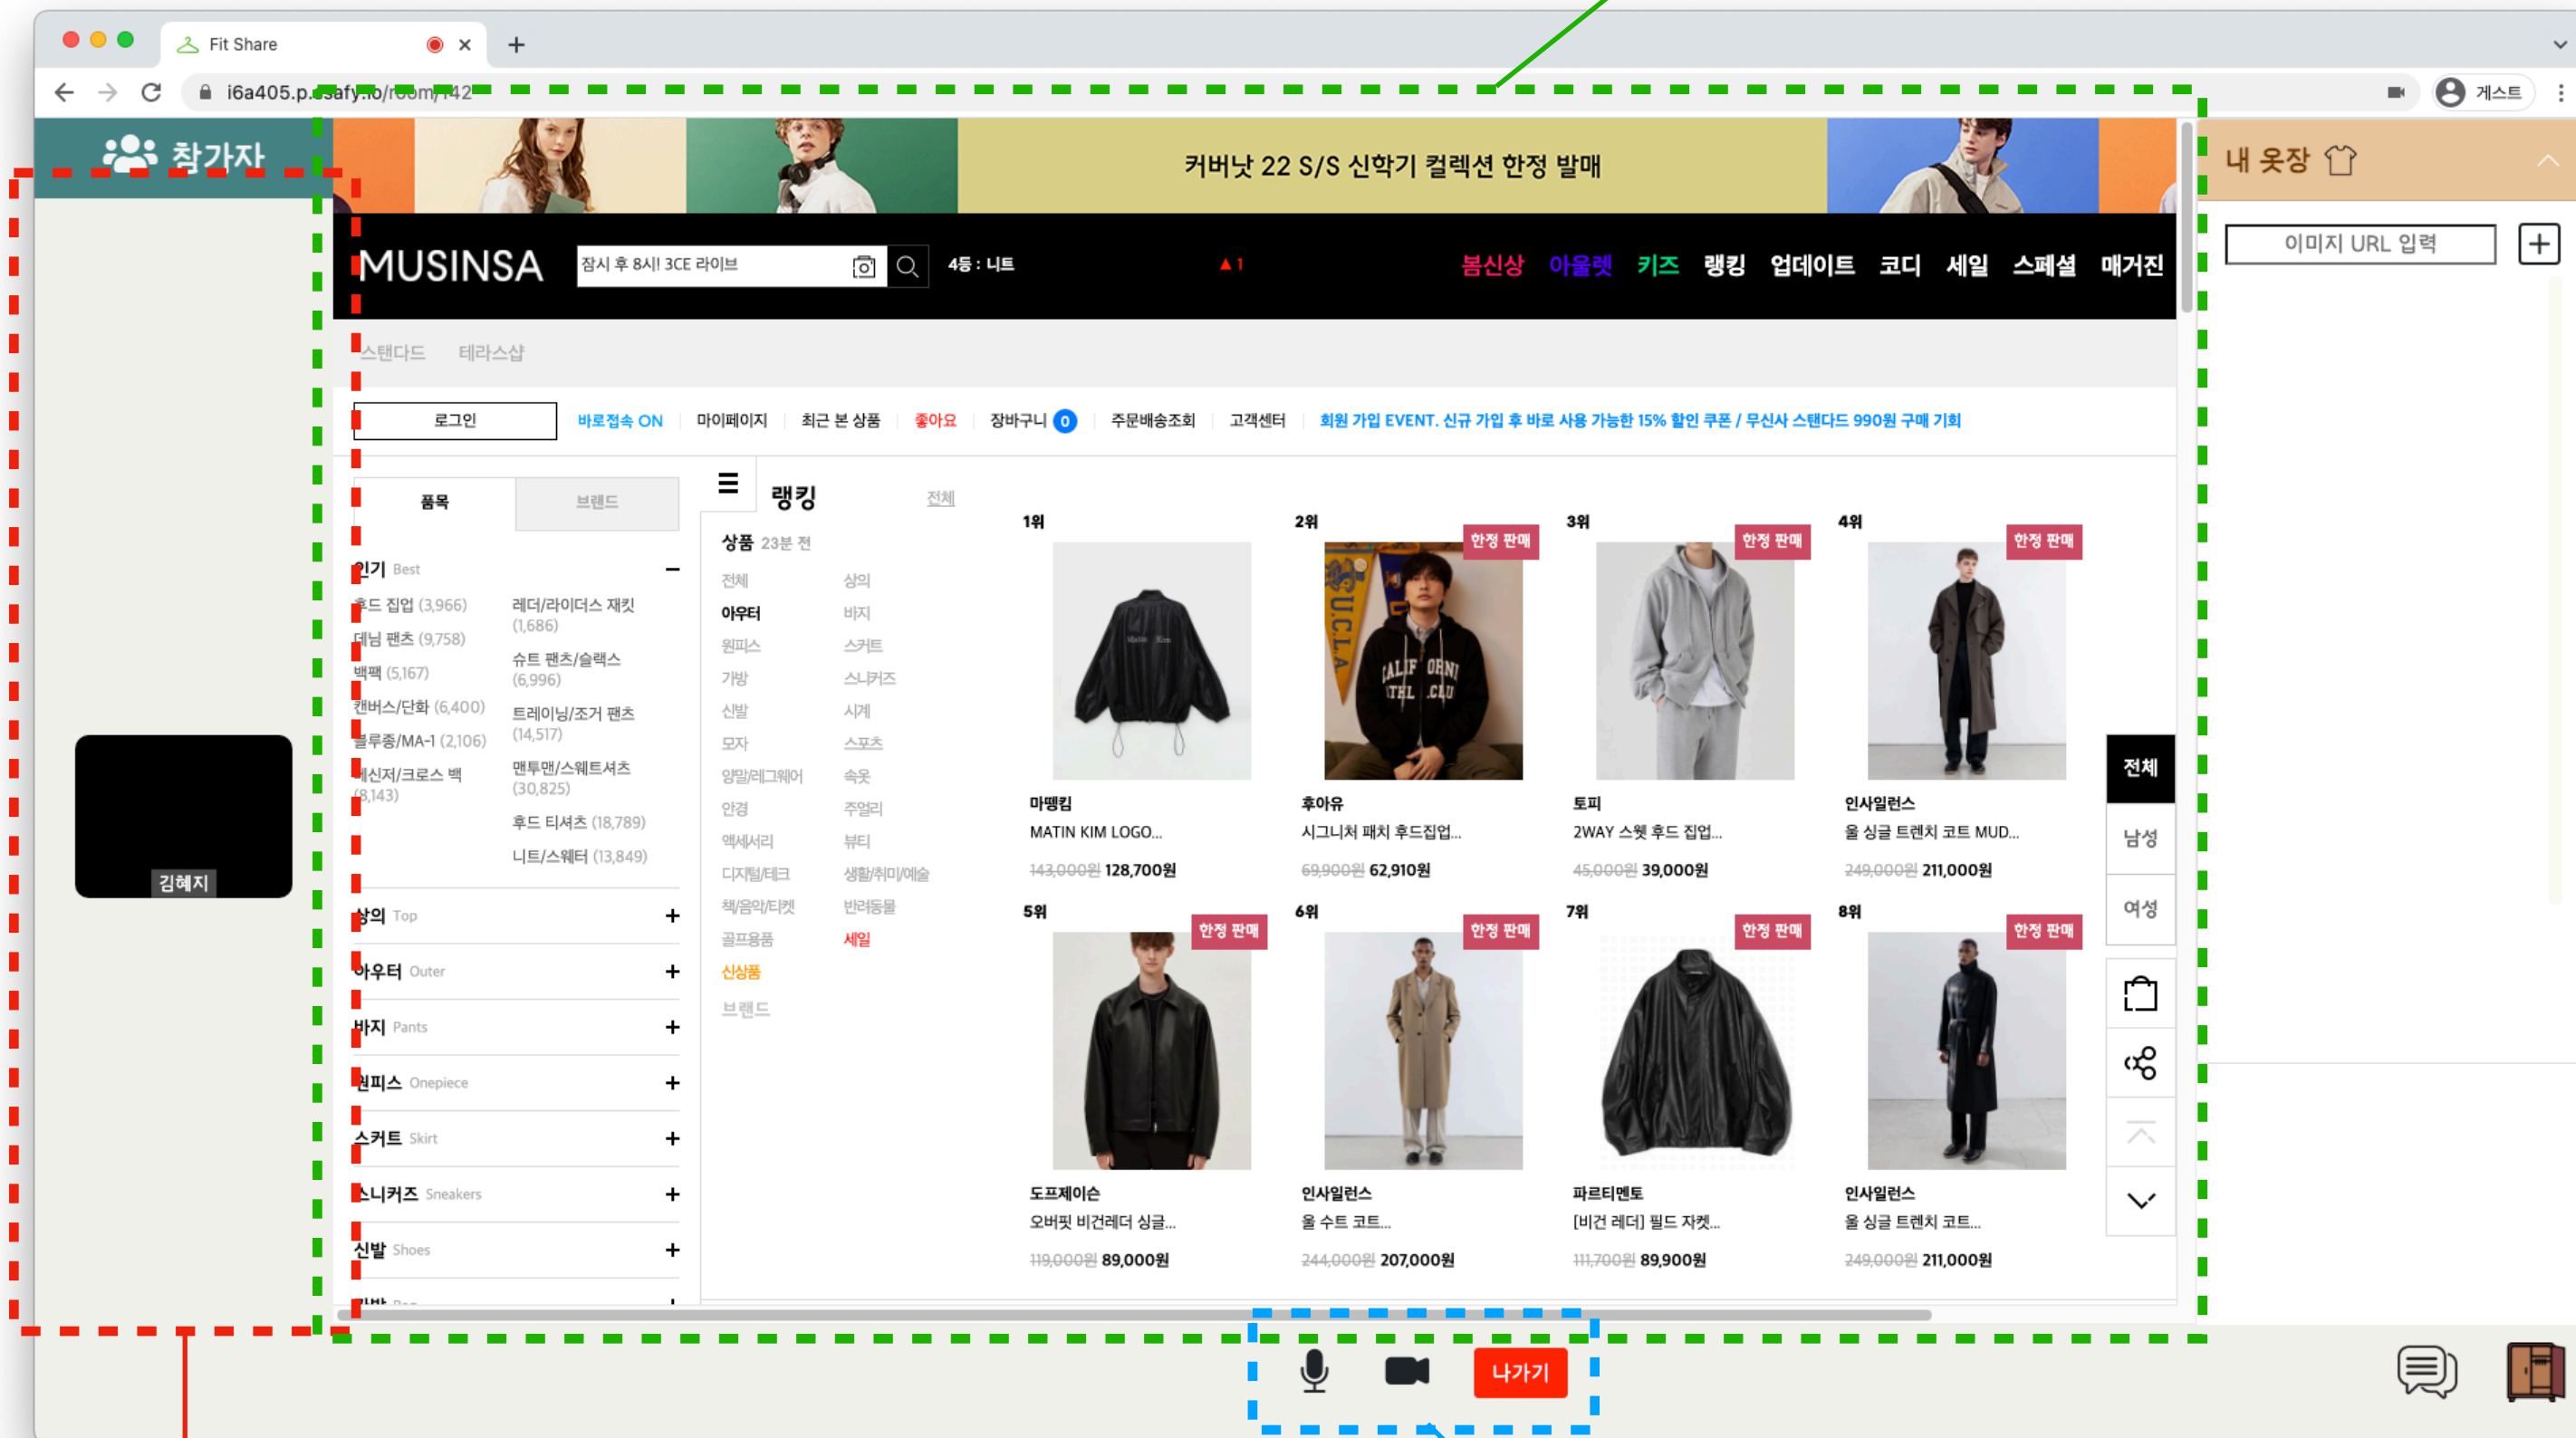 Fit Share
i6a405.p.ssafy.io/room/142
게스트
참가자
커버낫 22 S/S 신학기 컬렉션 한정 발매
내 옷장
이미지 URL 입력
MUSINSA
잠시 후 8시! 3CE 라이브
4등 : 니트
▲ 1
봄신상 아울렛 키즈 랭킹 업데이트 코디 세일 스페셜 매거진
스탠다드 테라스샵
로그인
바로접속 ON
마이페이지
최근 본 상품
좋아요
장바구니 0
주문배송조회
고객센터
회원 가입 EVENT. 신규 가입 후 바로 사용 가능한 15% 할인 쿠폰 / 무신사 스탠다드 990원 구매 기회
품목
브랜드
인기 Best
후드 집업 (3,966)
데님 팬츠 (9,758)
백팩 (5,167)
캔버스/단화 (6,400)
블루종/MA-1 (2,106)
메신저/크로스 백
(8,143)
레더/라이더스 재킷
(1,686)
슈트 팬츠/슬랙스
(6,996)
트레이닝/조거 팬츠
(14,517)
맨투맨/스웨트셔츠
(30,825)
후드 티셔츠 (18,789)
니트/스웨터 (13,849)
상의 Top
아우터 Outer
바지 Pants
원피스 Onepiece
스커트 Skirt
스니커즈 Sneakers
신발 Shoes
랭킹
전체
상품 23분 전
전체 상의
아우터 바지
원피스 스커트
가방 스니커즈
신발 시계
모자 스포츠
양말/레그웨어 속옷
안경 주얼리
액세서리 뷰티
디지털/테크 생활/취미/예술
책/음악/티켓 반려동물
골프용품 세일
신상품
브랜드
1위
Matin Kim
마뗑킴
MATIN KIM LOGO...
143,000원 128,700원
2위
한정 판매
U.C.L.A
후아유
시그니처 패치 후드집업...
69,900원 62,910원
3위
한정 판매
토피
2WAY 스웻 후드 집업...
45,000원 39,000원
4위
한정 판매
인사일런스
울 싱글 트렌치 코트 MUD...
249,000원 211,000원
5위
한정 판매
도프제이슨
오버핏 비건레더 싱글...
119,000원 89,000원
6위
한정 판매
인사일런스
울 수트 코트...
244,000원 207,000원
7위
한정 판매
파르티멘토
[비건 레더] 필드 자켓...
111,700원 89,900원
8위
한정 판매
인사일런스
울 싱글 트렌치 코트...
249,000원 211,000원
전체
남성
여성
김혜지
나가기